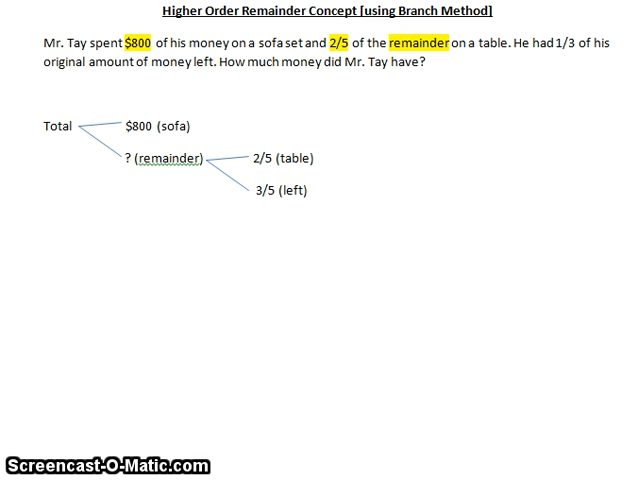 Higher Order Remainder Concept [using Branch Method]
Mr. Tay spent $800 of his money on a sofa set and 2/5 of the remainder on a table. He had 1/3 of his
original amount of money left. How much money did Mr. Tay have?
Total $800 (sofa)
? (remainder) 2/5 (table)
3/5 (left)
Screencast-O-Matic.com